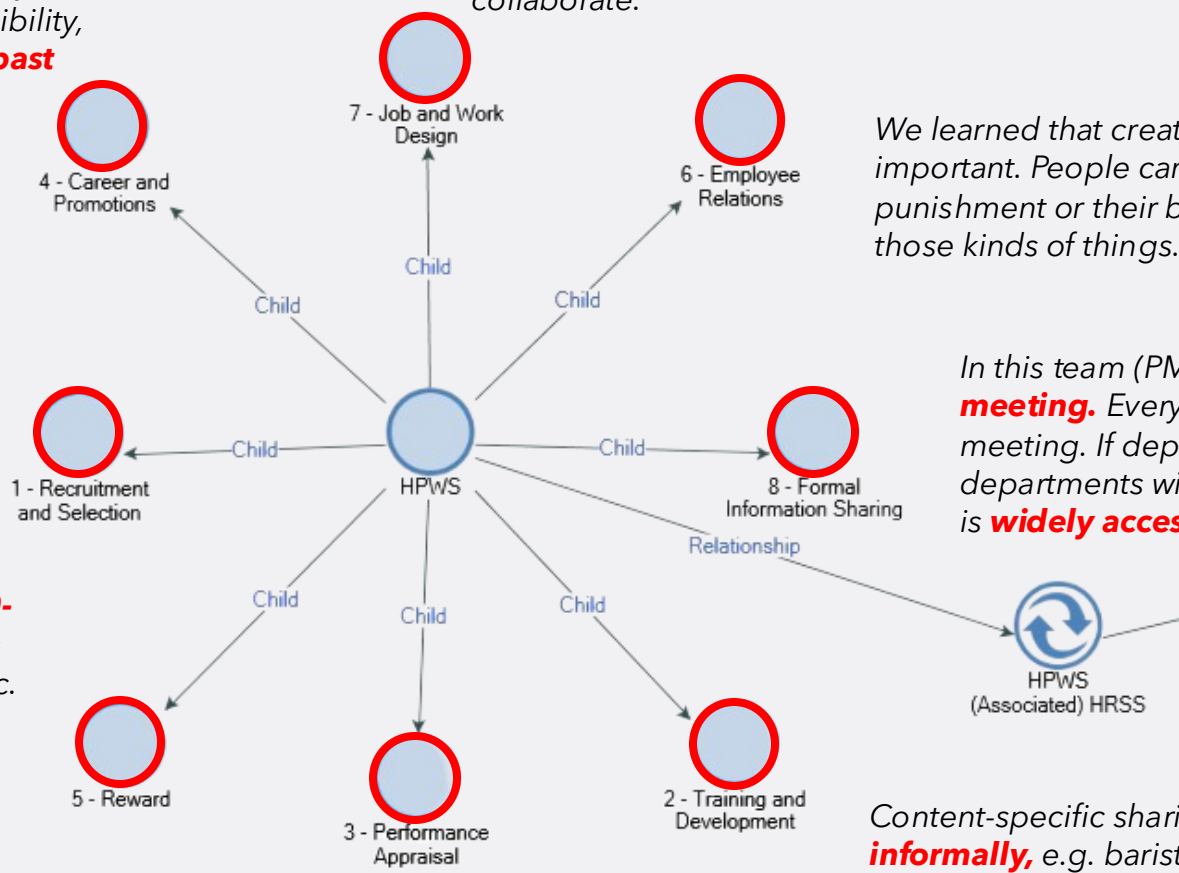 collaborate.
ibility,
past
7 - Job and Work
Design
4 - Career and
Promotions
6 - Employee
Relations
We learned that creat
important. People car
punishment or their b
those kinds of things.
Child
Child
Child
In this team (PM
meeting. Every
meeting. If dep
departments wi
is widely acces
Child
Child
1 - Recruitment
and Selection
HPWS
8 - Formal
Information Sharing
Relationship
Child
Child
Child
c.
HPWS
(Associated) HRSS
5 - Reward
2 - Training and
Development
3 - Performance
Appraisal
Content-specific shari
informally, e.g. barist